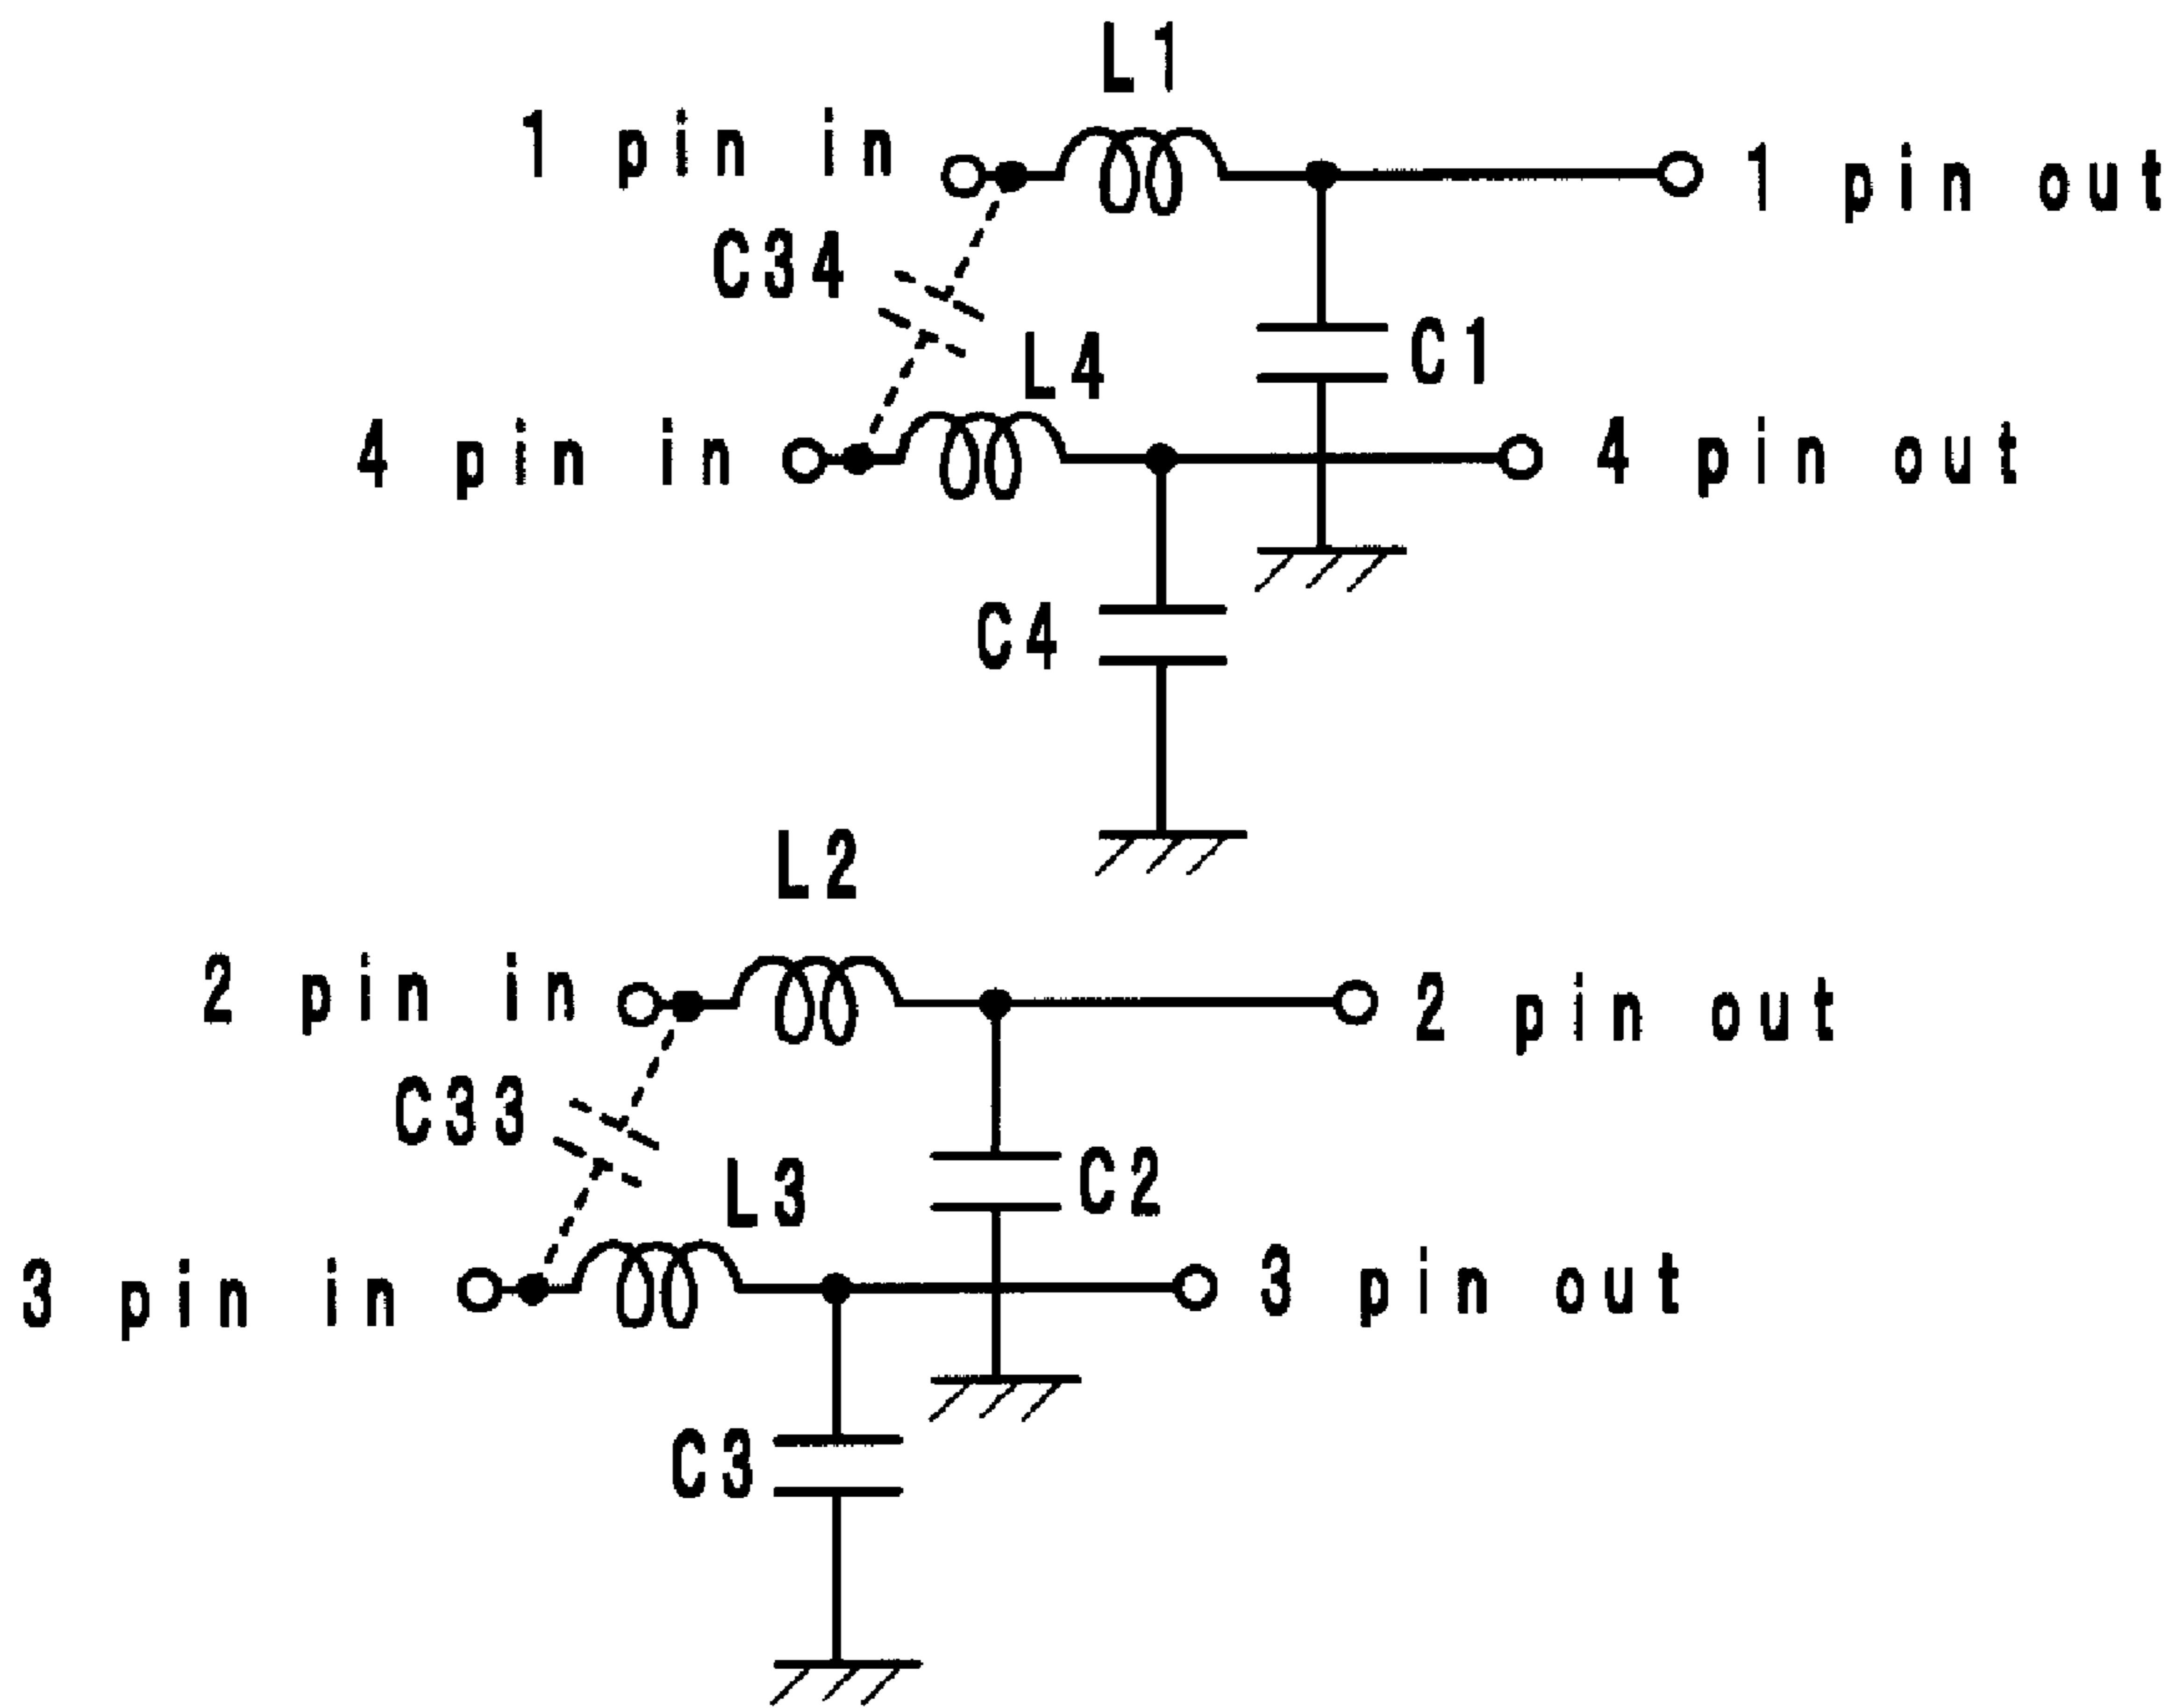 L1
1 pin in
1 pin out
C34
L4
C1
4 pin in
4 pin out
C4
L2
2 pin in
2 pin out
C33
L3
C2
3 pin in
3 pin out
C3